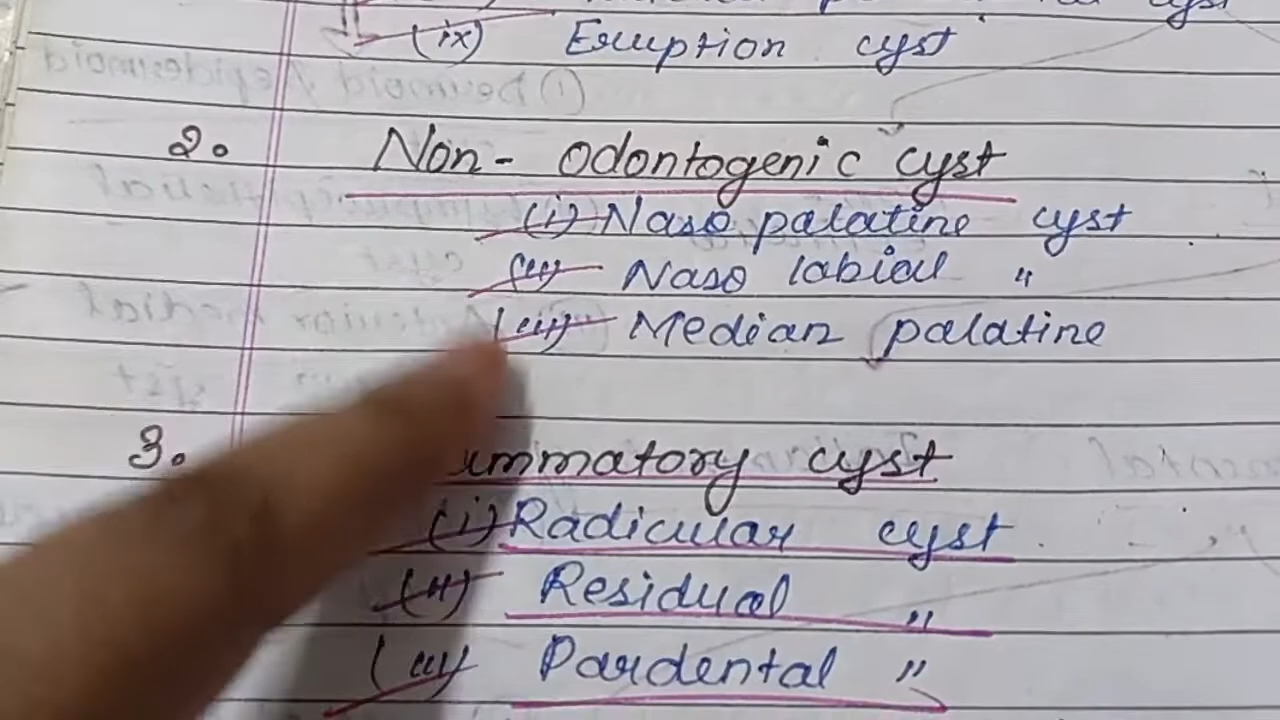 (ix) Eruption cyst
2. Non- odontogenic cyst
(i) Naso palatine cyst
(ii) Naso labial "
(iii) Median palatine
3. mmatory cyst
(i) Radicular cyst
(ii) Residual "
(iii) Pardental "